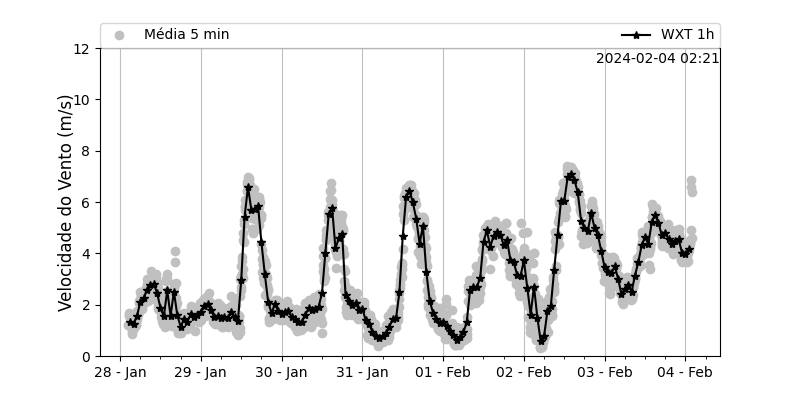 Média 5 min
WXT 1h
2024-02-04 02:21
Velocidade do Vento (m/s)
12
10
8
6
4
2
0
28 - Jan
29 - Jan
30 - Jan
31 - Jan
01 - Feb
02 - Feb
03 - Feb
04 - Feb